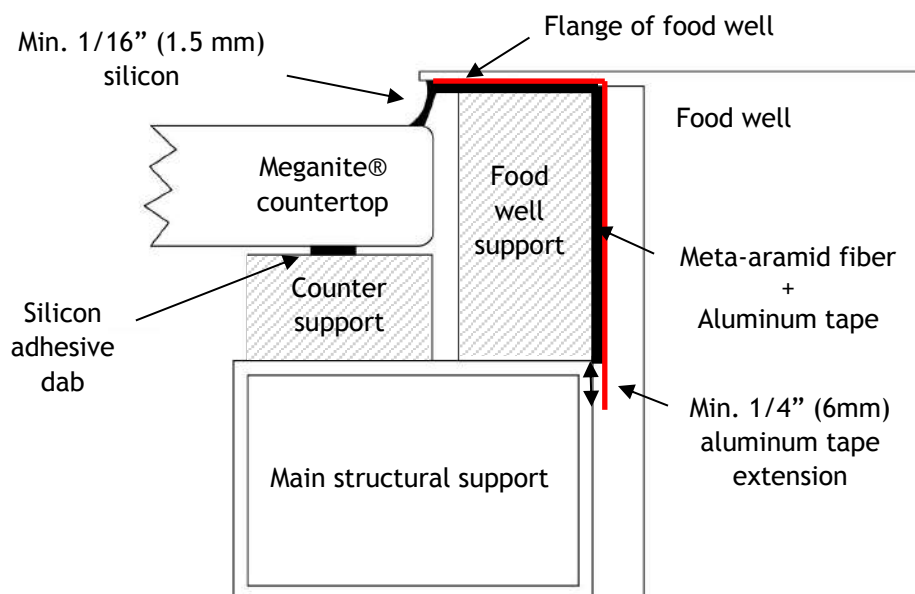 Min. 1/16” (1.5 mm)
silicon
Flange of food well
Food well
Meganite®
countertop
Food
well
support
Meta-aramid fiber
+
Aluminum tape
Counter
support
Silicon
adhesive
dab
Min. 1/4” (6mm)
aluminum tape
extension
Main structural support